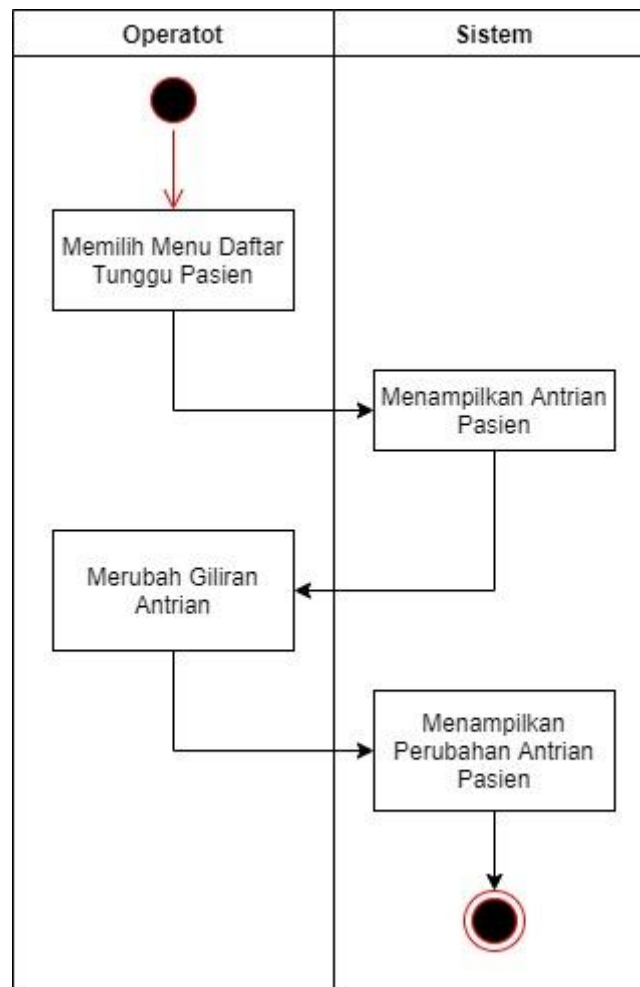 Operatot
Sistem
Memilih Menu Daftar
Tunggu Pasien
Menampilkan Antrian
Pasien
Merubah Giliran
Antrian
Menampilkan
Perubahan Antrian
Pasien